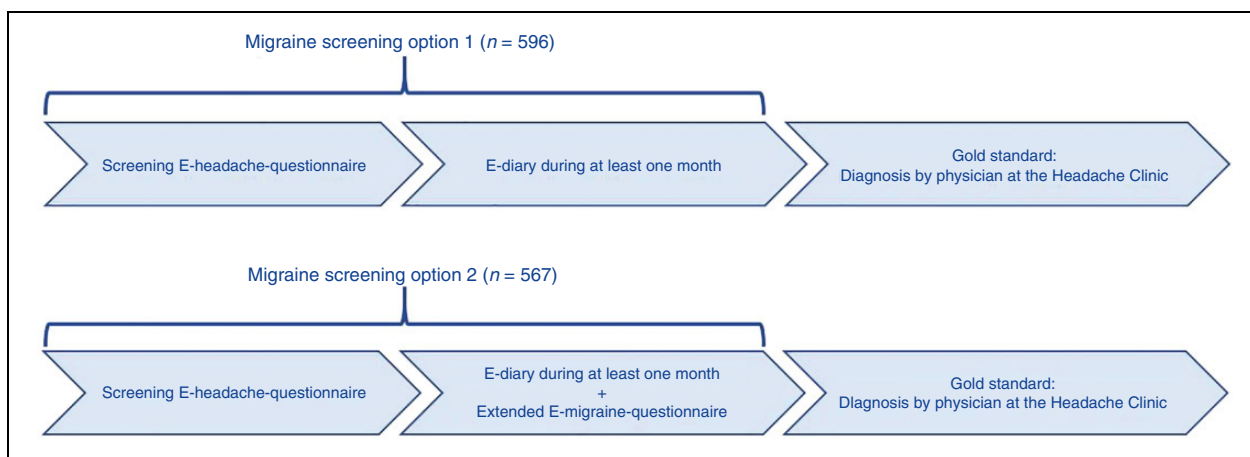 Migraine screening option 1 (n = 596)
Screening E-headache-questionnaire
E-diary during at least one month
Gold standard:
Diagnosis by physician at the Headache Clinic
Migraine screening option 2 (n = 567)
Screening E-headache-questionnaire
E-diary during at least one month
+
Extended E-migraine-questionnaire
Gold standard:
DIagnosis by physician at the Headache Clinic